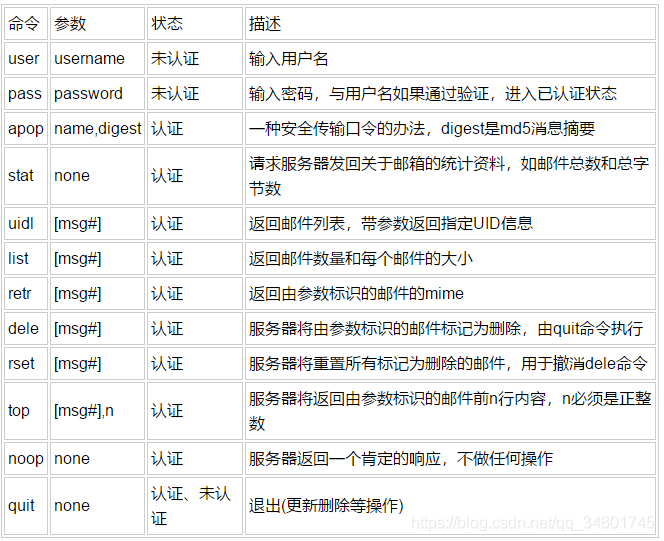 命令 参数 状态 描述
user username 未认证 输入用户名
pass password 未认证 输入密码，与用户名如果通过验证，进入已认证状态
apop name,digest 认证 一种安全传输口令的办法，digest是md5消息摘要
stat none 认证 请求服务器发回关于邮箱的统计资料，如邮件总数和总字
节数
uidl [msg#] 认证 返回邮件列表，带参数返回指定UID信息
list [msg#] 认证 返回邮件数量和每个邮件的大小
retr [msg#] 认证 返回由参数标识的邮件的mime
dele [msg#] 认证 服务器将由参数标识的邮件标记为删除，由quit命令执行
rset [msg#] 认证 服务器将重置所有标记为删除的邮件，用于撤消dele命令
top [msg#],n 认证 服务器将返回由参数标识的邮件前n行内容，n必须是正整
数
noop none 认证 服务器返回一个肯定的响应，不做任何操作
quit none 认证、未认
证 退出(更新删除等操作)
https://blog.csdn.net/qq_34801745